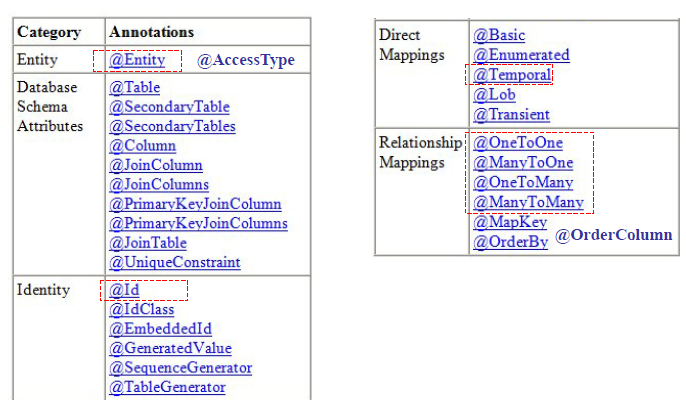 Category Annotations
Entity @Entity @AccessType
Database @Table
Schema @SecondaryTable
Attributes @SecondaryTables
@Column
@JoinColumn
@JoinColumns
@PrimaryKeyJoinColumn
@PrimaryKeyJoinColumns
@JoinTable
@UniqueConstraint
Identity @Id
@IdClass
@EmbeddedId
@GeneratedValue
@SequenceGenerator
@TableGenerator
Direct @Basic
Mappings @Enumerated
@Temporal
@Lob
@Transient
Relationship @OneToOne
Mappings @ManyToOne
@OneToMany
@ManyToMany
@MapKey
@OrderBy @OrderColumn